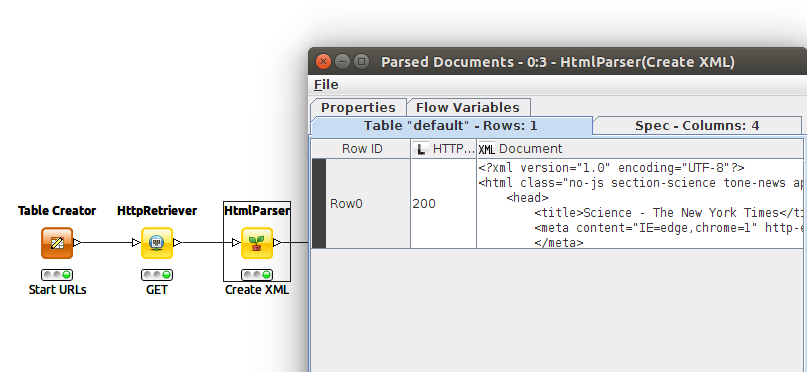 Parsed Documents - 0:3 - HtmlParser(Create XML)
File
Properties Flow Variables
Table "default" - Rows: 1 Spec - Columns: 4
Row ID L HTTP... XML Document
Row0 200
<?xml version="1.0" encoding="UTF-8"?>
<html class="no-js section-science tone-news ap
<head>
<title>Science - The New York Times</ti
<meta content="IE=edge,chrome=1" http-e
</meta>
Table Creator HttpRetriever HtmlParser
Start URLs GET Create XML